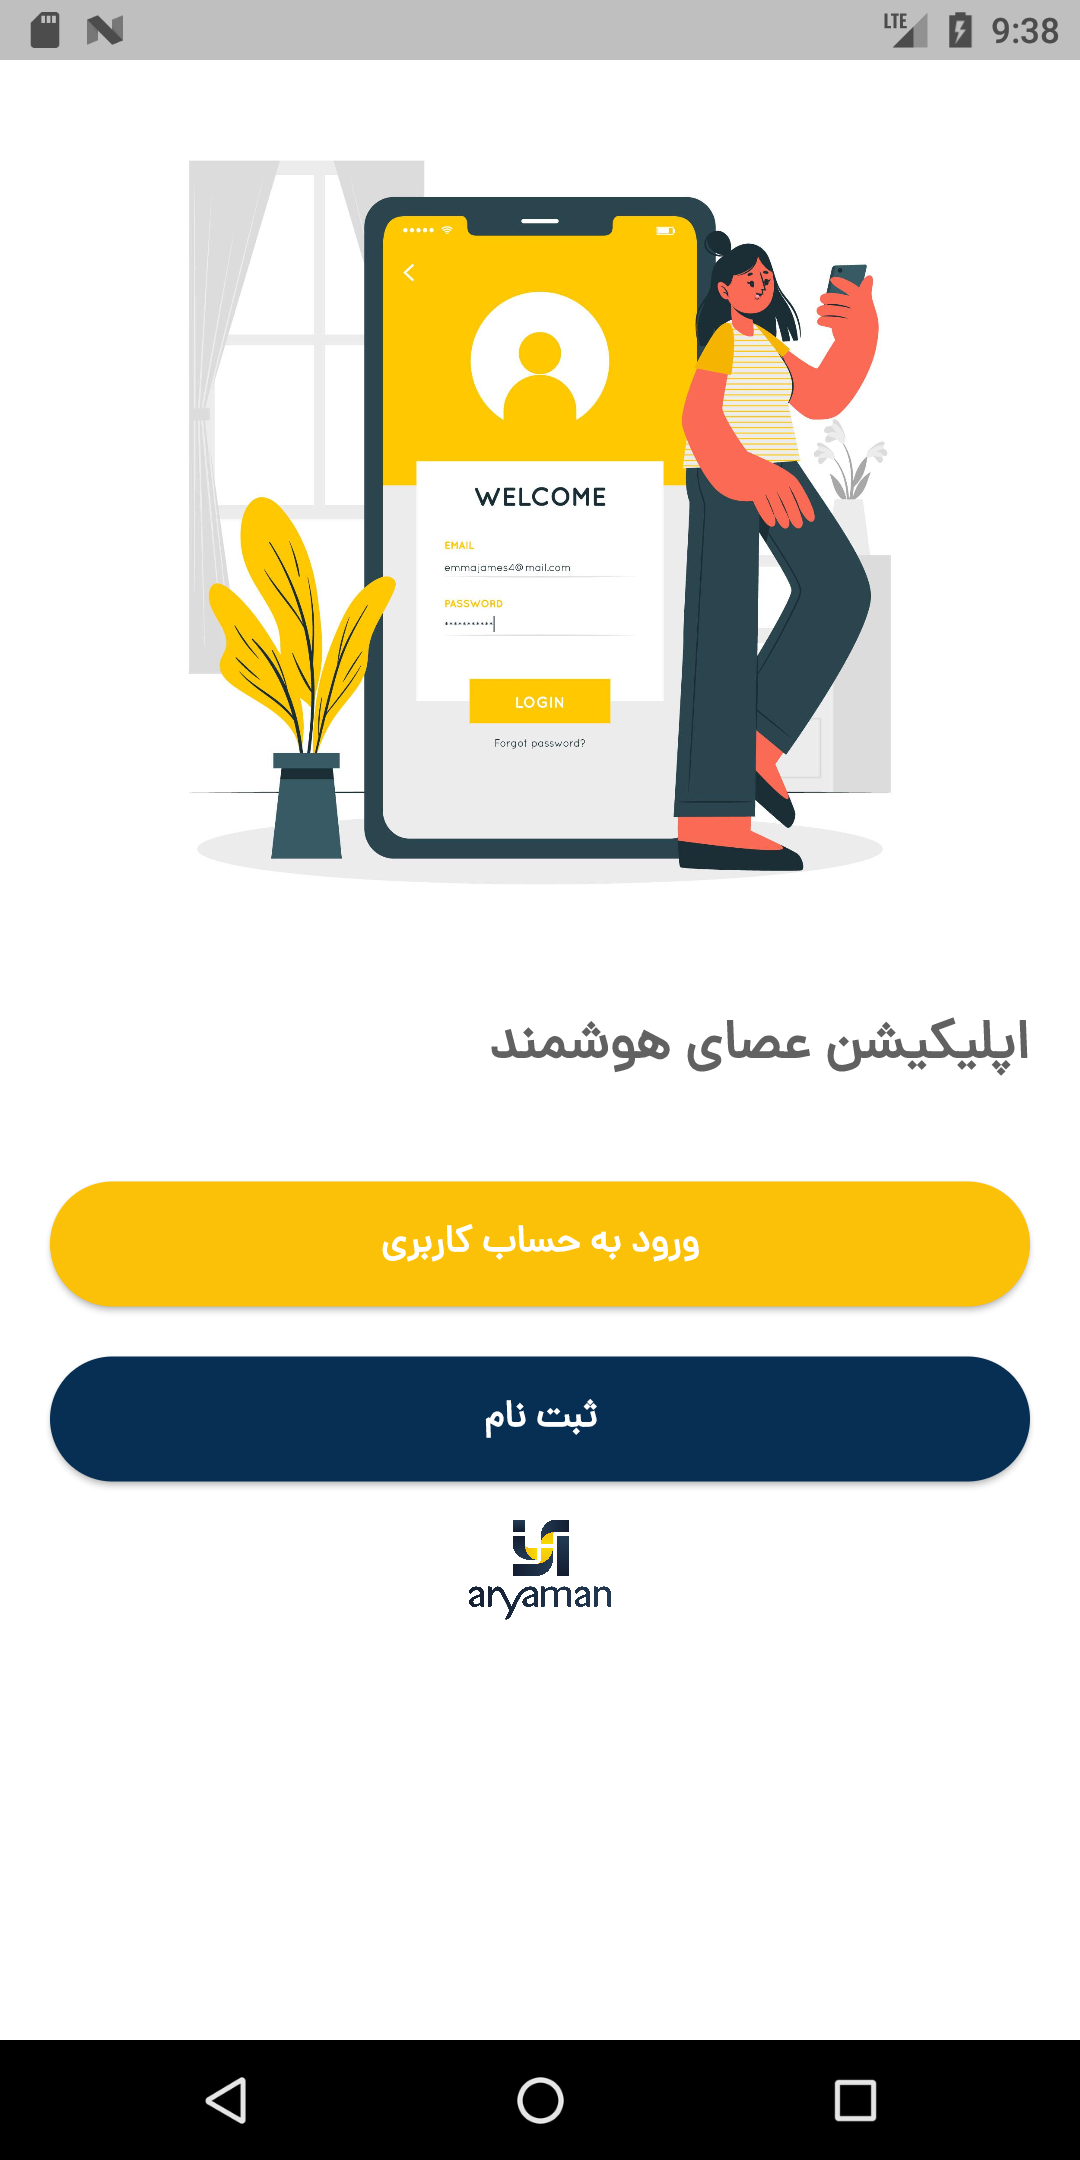 LTE 9:38
WELCOME
EMAIL
emmajames4@mail.com
PASSWORD
***********
LOGIN
Forgot password?
اپلیکیشن عصای هوشمند
ورود به حساب کاربری
ثبت نام
aryaman